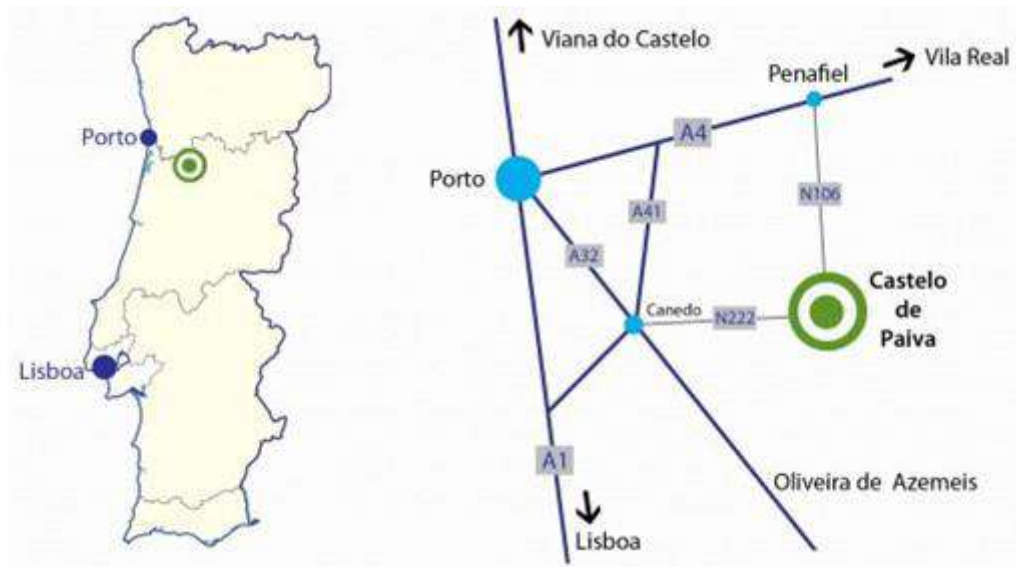 Porto
Lisboa
Viana do Castelo
Vila Real
Penafiel
A4
Porto
N106
A41
A32
Castelo
de
Paiva
Canedo
N222
A1
Oliveira de Azemeis
Lisboa